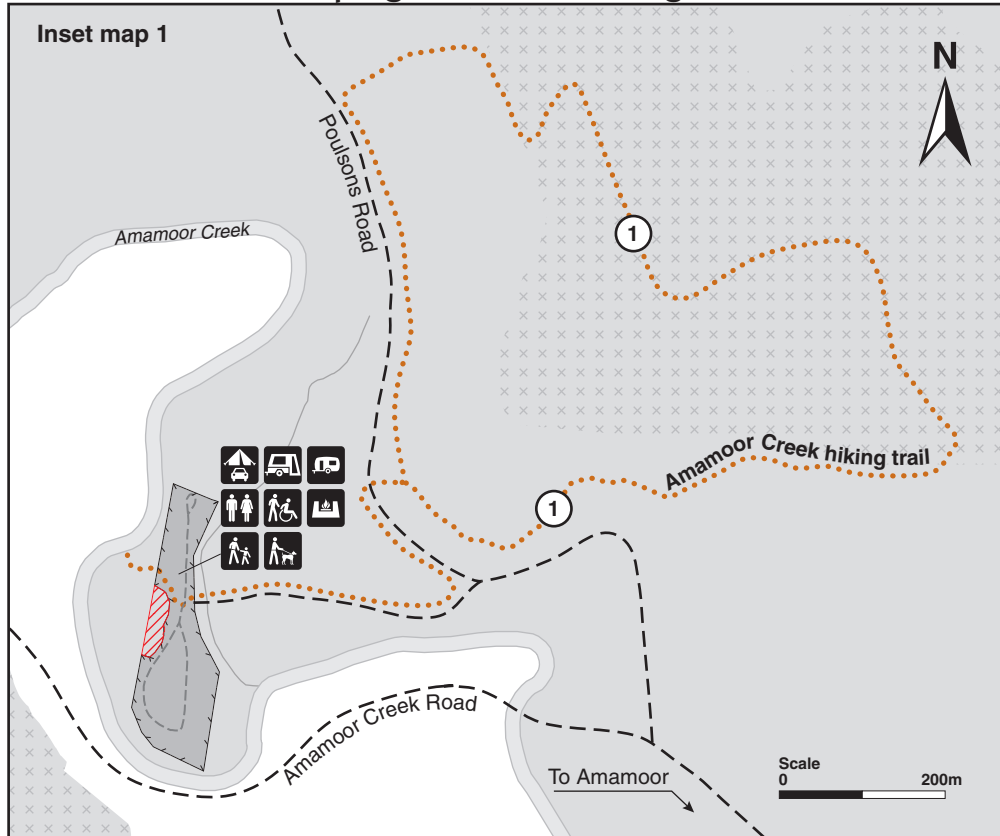 Inset map 1
N
Poulsons Road
Amamoor Creek
1
Amamoor Creek hiking trail
1
Amamoor Creek Road
To Amamoor
Scale
0 200m